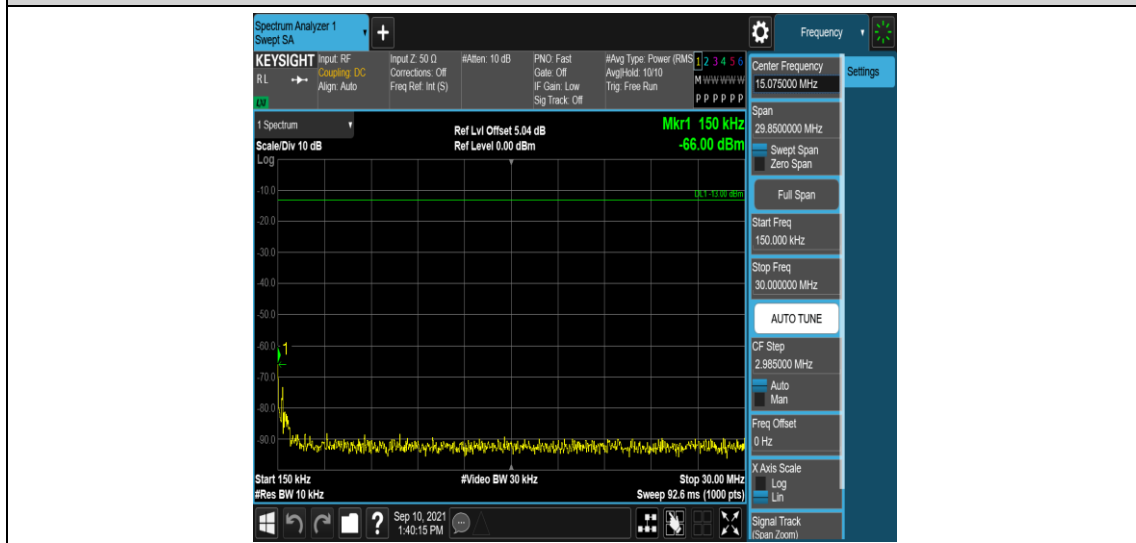 Spectrum Analyzer 1
Swept SA
+
Frequency
KEYSIGHT
RL
LXI
Input: RF
Coupling: DC
Align: Auto
Input Z: 50 Ω
Corrections: Off
Freq Ref: Int (S)
#Atten: 10 dB
PNO: Fast
Gate: Off
IF Gain: Low
Sig Track: Off
#Avg Type: Power (RMS
Avg|Hold: 10/10
Trig: Free Run
1 2 3 4 5 6
M W W W W W
P P P P P P
1 Spectrum
Scale/Div 10 dB
Log
Ref Lvl Offset 5.04 dB
Ref Level 0.00 dBm
Mkr1 150 kHz
-66.00 dBm
DL1 -13.00 dBm
-10.0
-20.0
-30.0
-40.0
-50.0
-60.0
1
-70.0
-80.0
-90.0
Start 150 kHz
#Res BW 10 kHz
#Video BW 30 kHz
Stop 30.00 MHz
Sweep 92.6 ms (1000 pts)
Center Frequency
15.075000 MHz
Settings
Span
29.8500000 MHz
Swept Span
Zero Span
Full Span
Start Freq
150.000 kHz
Stop Freq
30.000000 MHz
AUTO TUNE
CF Step
2.985000 MHz
Auto
Man
Freq Offset
0 Hz
X Axis Scale
Log
Lin
Signal Track
(Span Zoom)
?
Sep 10, 2021
1:40:15 PM